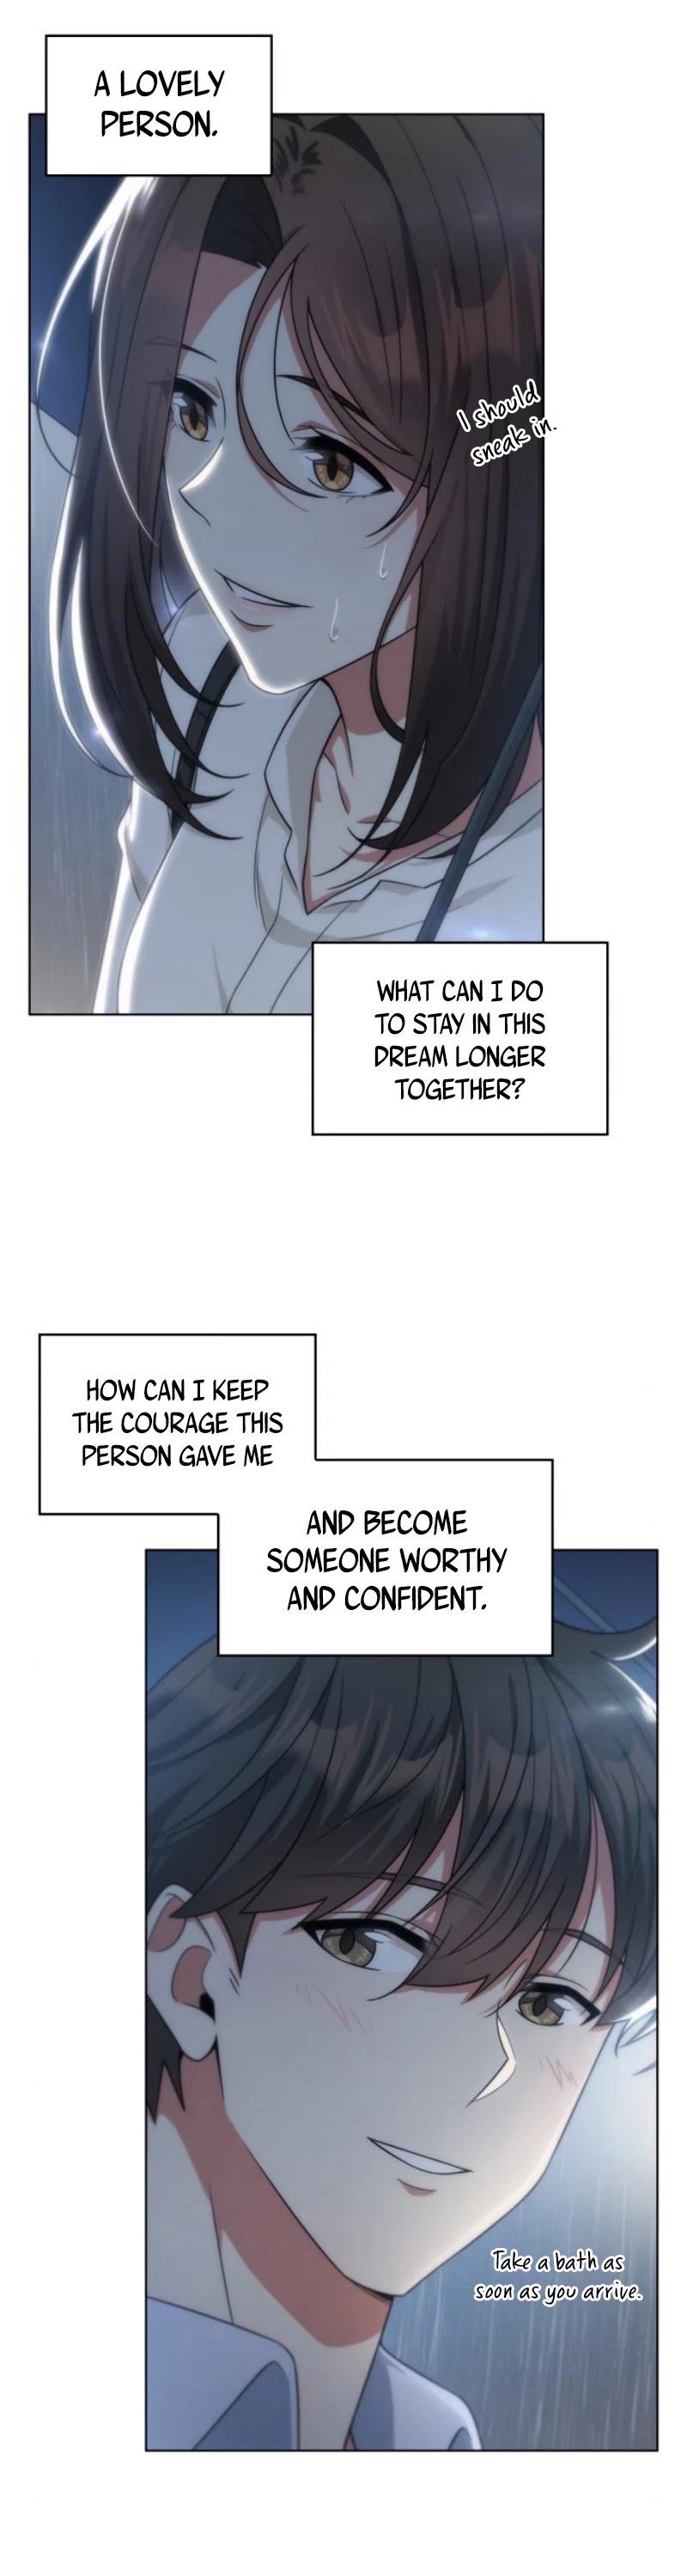 A LOVELY
PERSON.
I should
sneak in.
WHAT CAN I DO
TO STAY IN THIS
DREAM LONGER
TOGETHER?
HOW CAN I KEEP
THE COURAGE THIS
PERSON GAVE ME
AND BECOME
SOMEONE WORTHY
AND CONFIDENT.
Take a bath as
soon as you arrive.